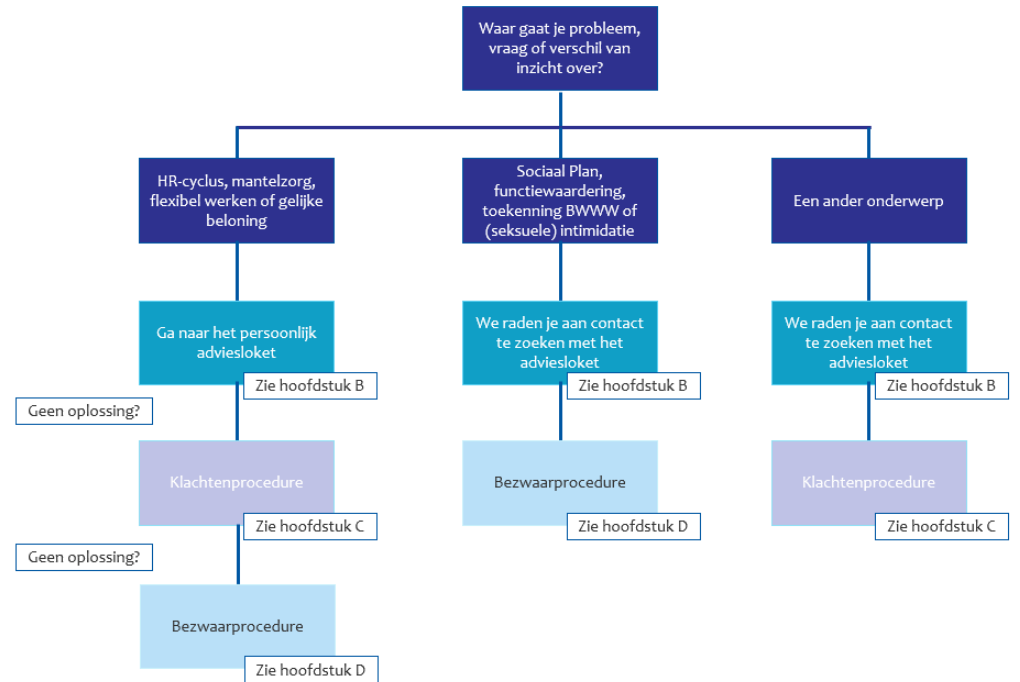 Waar gaat je probleem,
vraag of verschil van
inzicht over?
HR-cyclus, mantelzorg,
flexibel werken of gelijke
beloning
Sociaal Plan,
functiewaardering,
toekenning BWWW of
(seksuele) intimidatie
Een ander onderwerp
Ga naar het persoonlijk
adviesloket
Zie hoofdstuk B
We raden je aan contact
te zoeken met het
adviesloket
Zie hoofdstuk B
We raden je aan contact
te zoeken met het
adviesloket
Zie hoofdstuk B
Geen oplossing?
Klachtenprocedure
Zie hoofdstuk C
Bezwaarprocedure
Zie hoofdstuk D
Klachtenprocedure
Zie hoofdstuk C
Geen oplossing?
Bezwaarprocedure
Zie hoofdstuk D